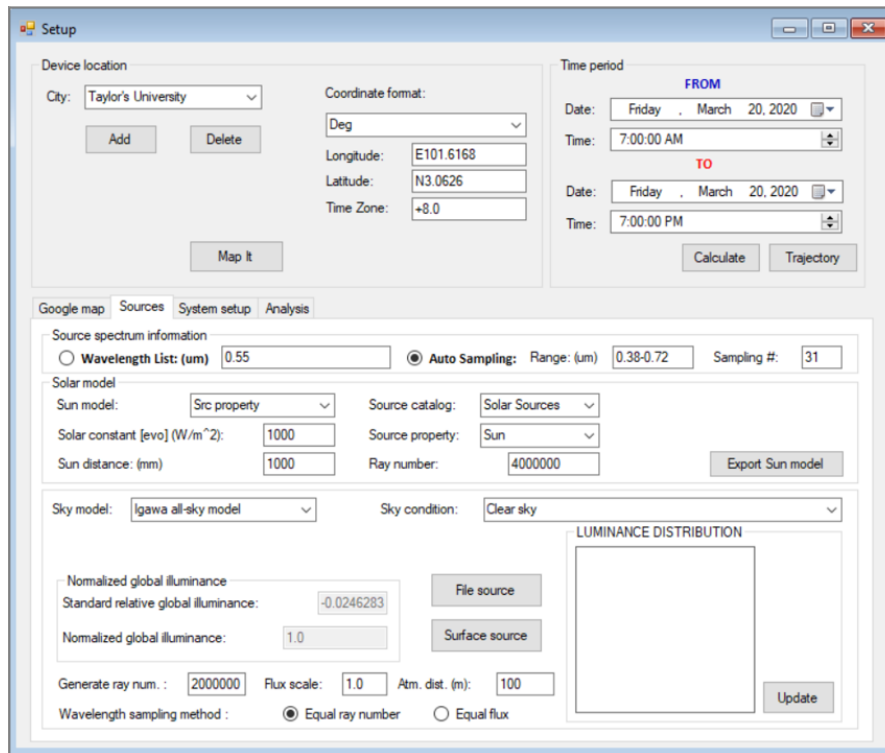 Setup
Device location
City: Taylor's University
Add Delete
Map It
Coordinate format:
Deg
Longitude: E101.6168
Latitude: N3.0626
Time Zone: +8.0
Time period
FROM
Date: Friday , March 20, 2020
Time: 7:00:00 AM
TO
Date: Friday , March 20, 2020
Time: 7:00:00 PM
Calculate Trajectory
Google map Sources System setup Analysis
Source spectrum information
Wavelength List: (um) 0.55 Auto Sampling: Range: (um) 0.38-0.72 Sampling #: 31
Solar model
Sun model: Src property Source catalog: Solar Sources
Solar constant [evo] (W/m^2): 1000 Source property: Sun
Sun distance: (mm) 1000 Ray number: 4000000 Export Sun model
Sky model: Igawa all-sky model Sky condition: Clear sky
LUMINANCE DISTRIBUTION
Normalized global illuminance
Standard relative global illuminance: -0.0246283
Normalized global illuminance: 1.0
File source
Surface source
Generate ray num. : 2000000 Flux scale: 1.0 Atm. dist. (m): 100
Update
Wavelength sampling method : Equal ray number Equal flux